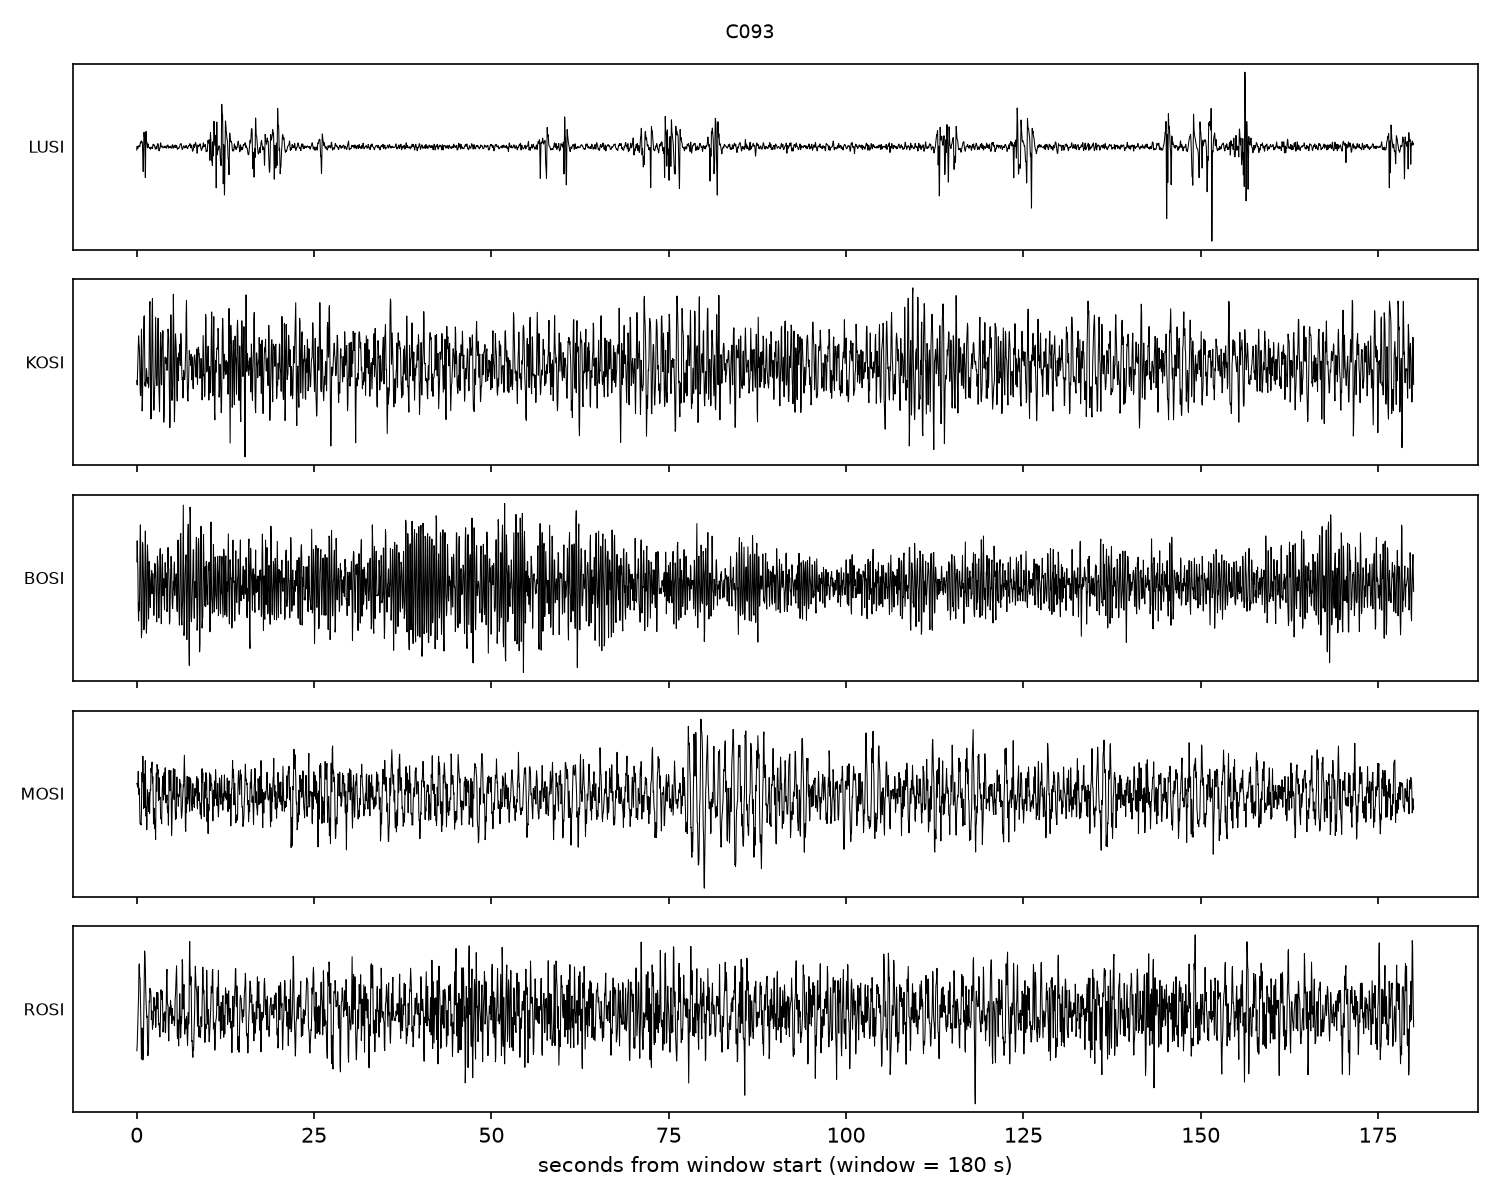 C093
LUSI
KOSI
BOSI
MOSI
ROSI
0 25 50 75 100 125 150 175
seconds from window start (window = 180 s)